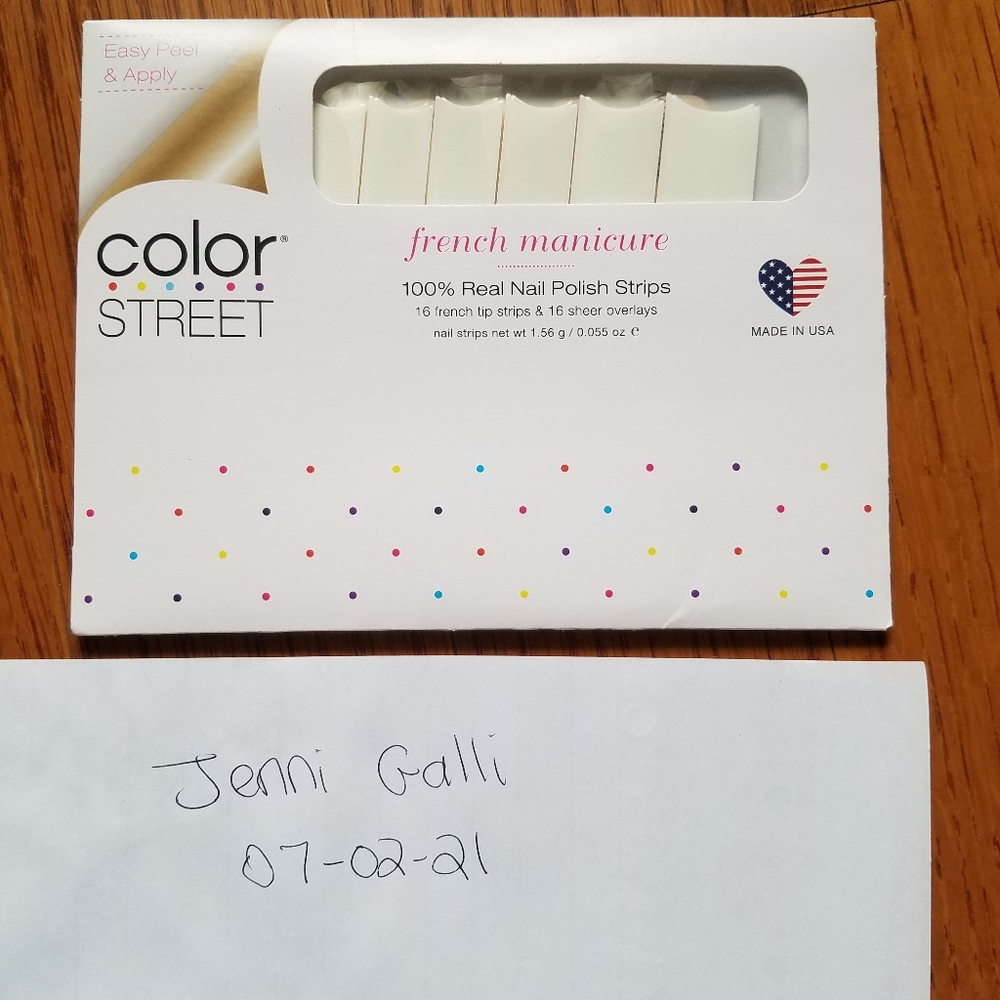 Easy Peel
& Apply
color®
STREET
french manicure
100% Real Nail Polish Strips
16 french tip strips & 16 sheer overlays
nail strips net wt 1.56 g / 0.055 oz ℮
MADE IN USA
Jenni Galli
07-02-21